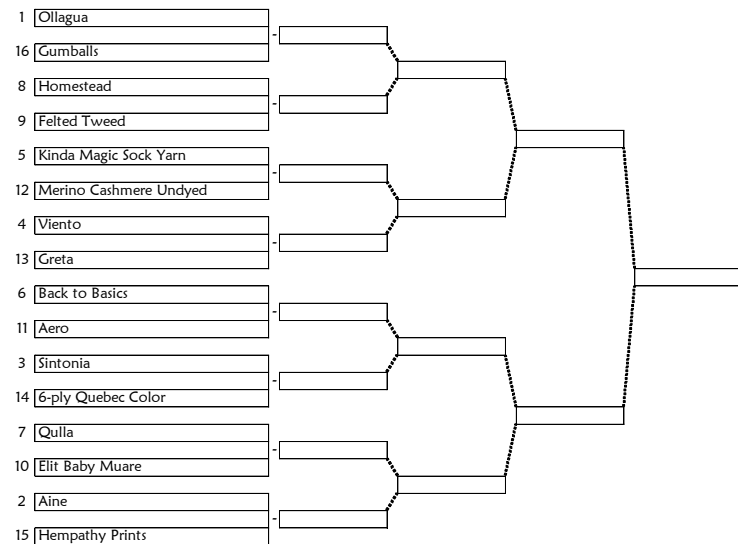 1 Ollagua
16 Gumballs
8 Homestead
9 Felted Tweed
5 Kinda Magic Sock Yarn
12 Merino Cashmere Undyed
4 Viento
13 Greta
6 Back to Basics
11 Aero
3 Sintonia
14 6-ply Quebec Color
7 Qulla
10 Elit Baby Muare
2 Aine
15 Hempathy Prints